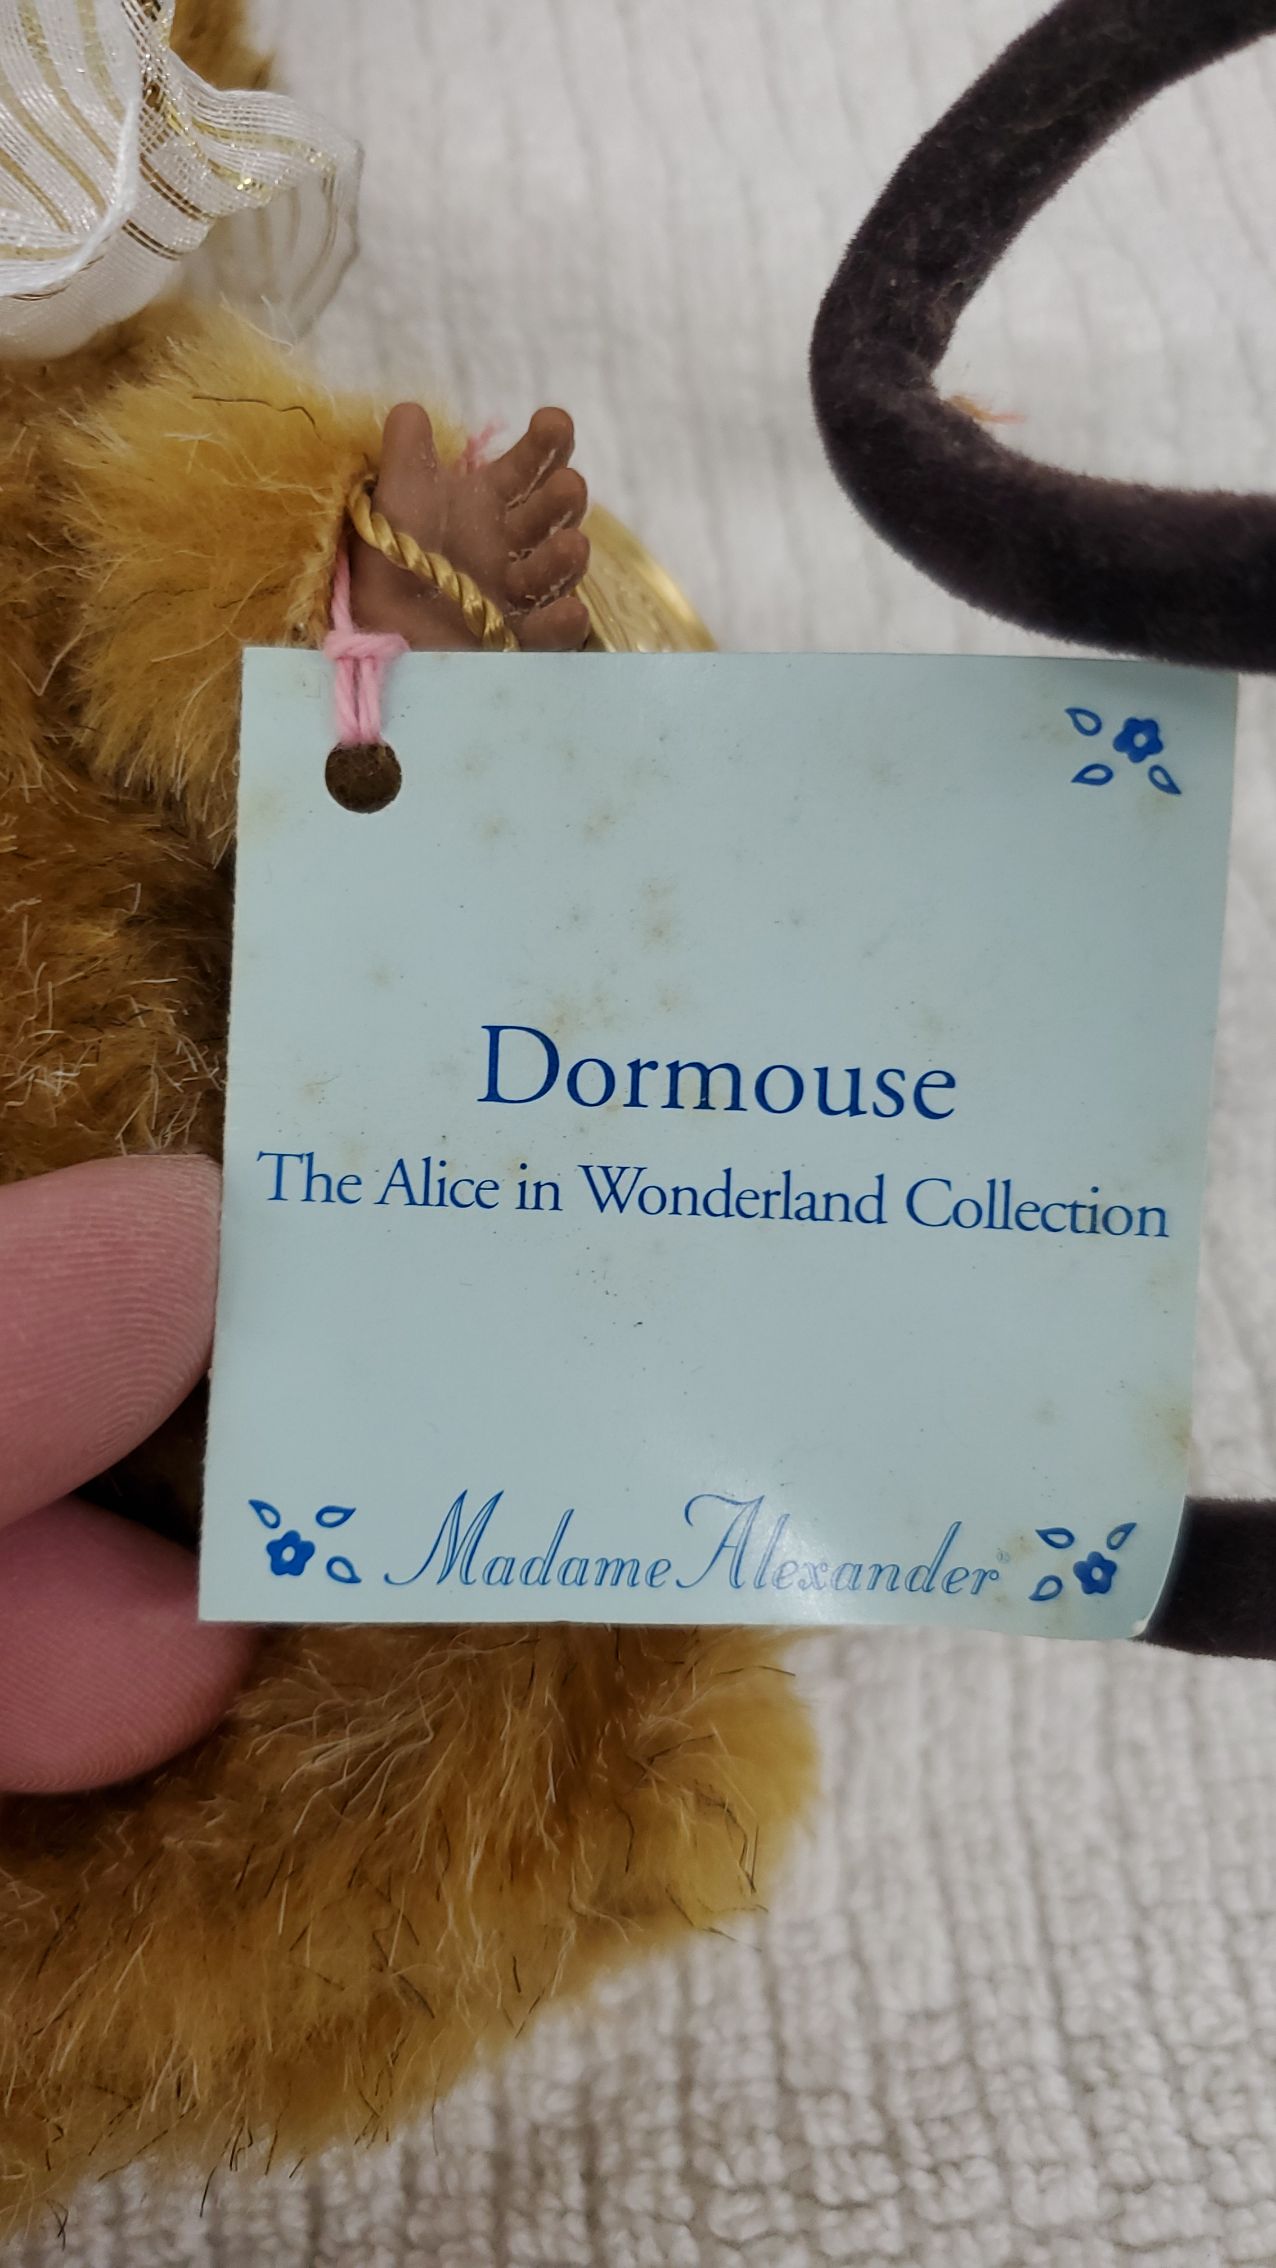 Dormouse
The Alice in Wonderland Collection
Madame Alexander®